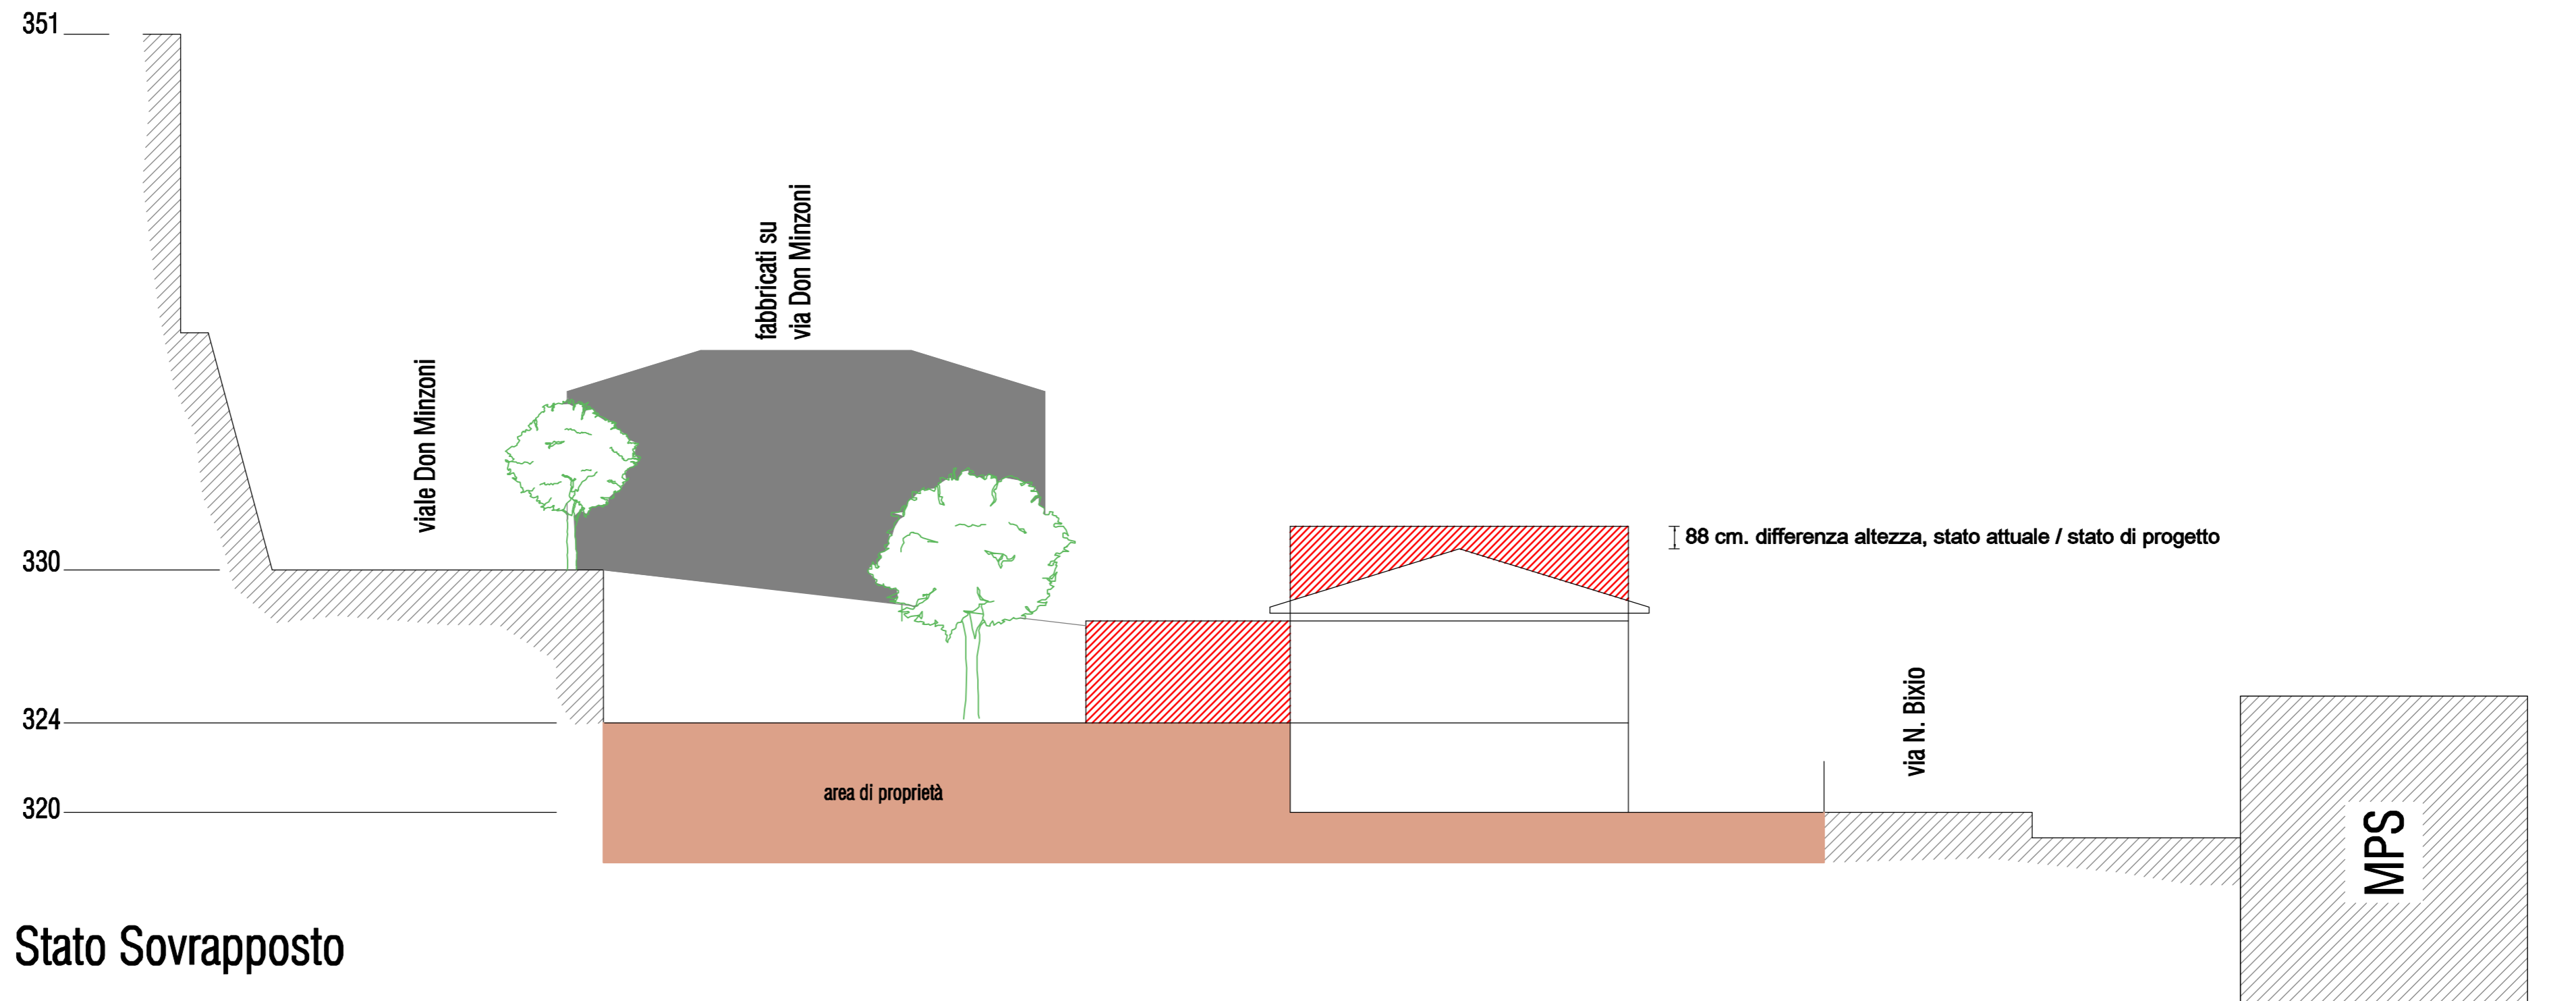 351
fabbricati su
via Don Minzoni
viale Don Minzoni
88 cm. differenza altezza, stato attuale / stato di progetto
330
via N. Bixio
324
area di proprietà
320
MPS
Stato Sovrapposto